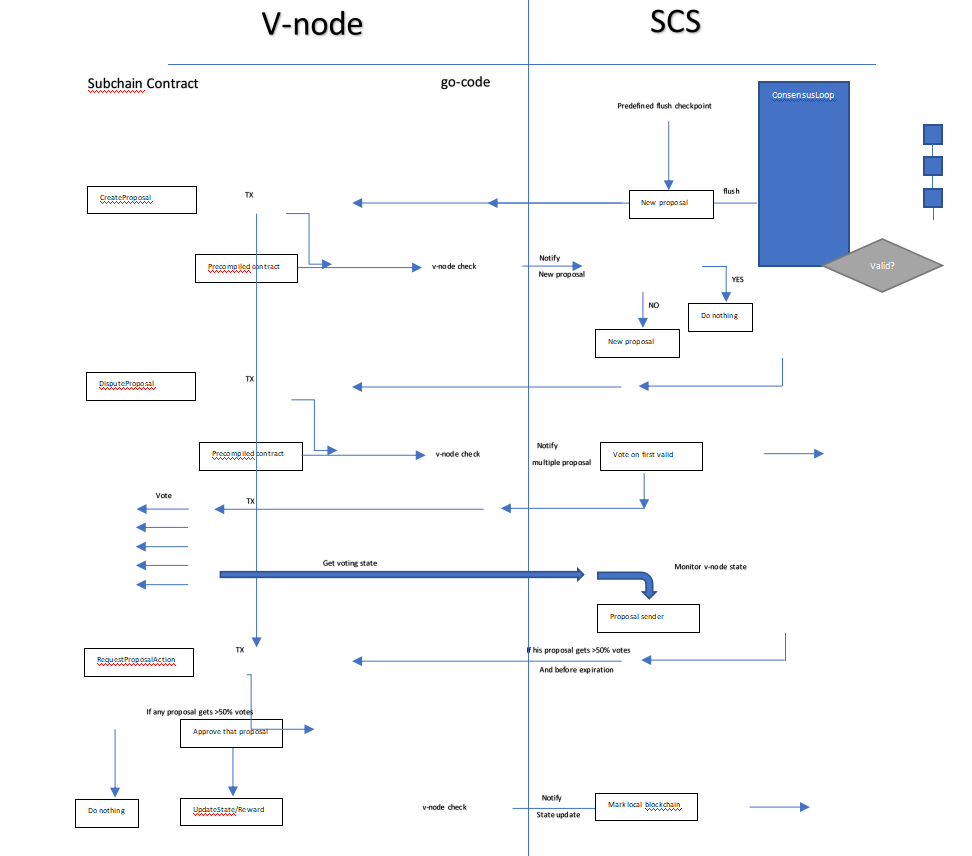 V-node
SCS
Subchain Contract
go-code
ConsensusLoop
Predefined flush checkpoint
CreateProposal
TX
New proposal
flush
Precompiled contract
v-node check
Notify
New proposal
Valid?
YES
NO
Do nothing
New proposal
DisputeProposal
TX
Precompiled contract
v-node check
Notify
multiple proposal
Vote on first valid
Vote
TX
Get voting state
Monitor v-node state
Proposal sender
RequestProposalAction
TX
If his proposal gets >50% votes
And before expiration
If any proposal gets >50% votes
Approve that proposal
Do nothing
UpdateState/Reward
v-node check
Notify
State update
Mark local blockchain